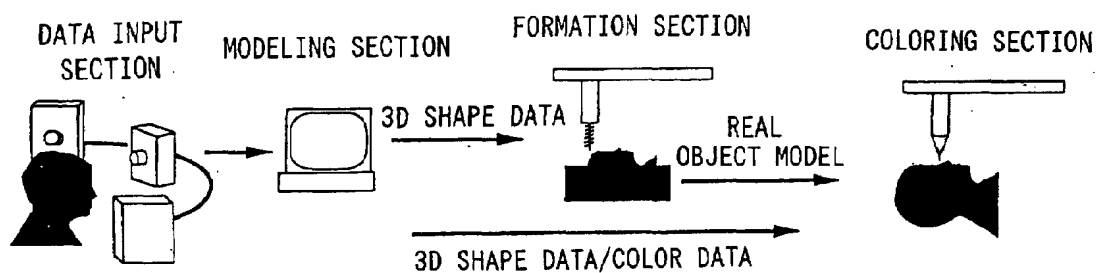 DATA INPUT
SECTION
MODELING SECTION
FORMATION SECTION
COLORING SECTION
3D SHAPE DATA
REAL
OBJECT MODEL
3D SHAPE DATA/COLOR DATA